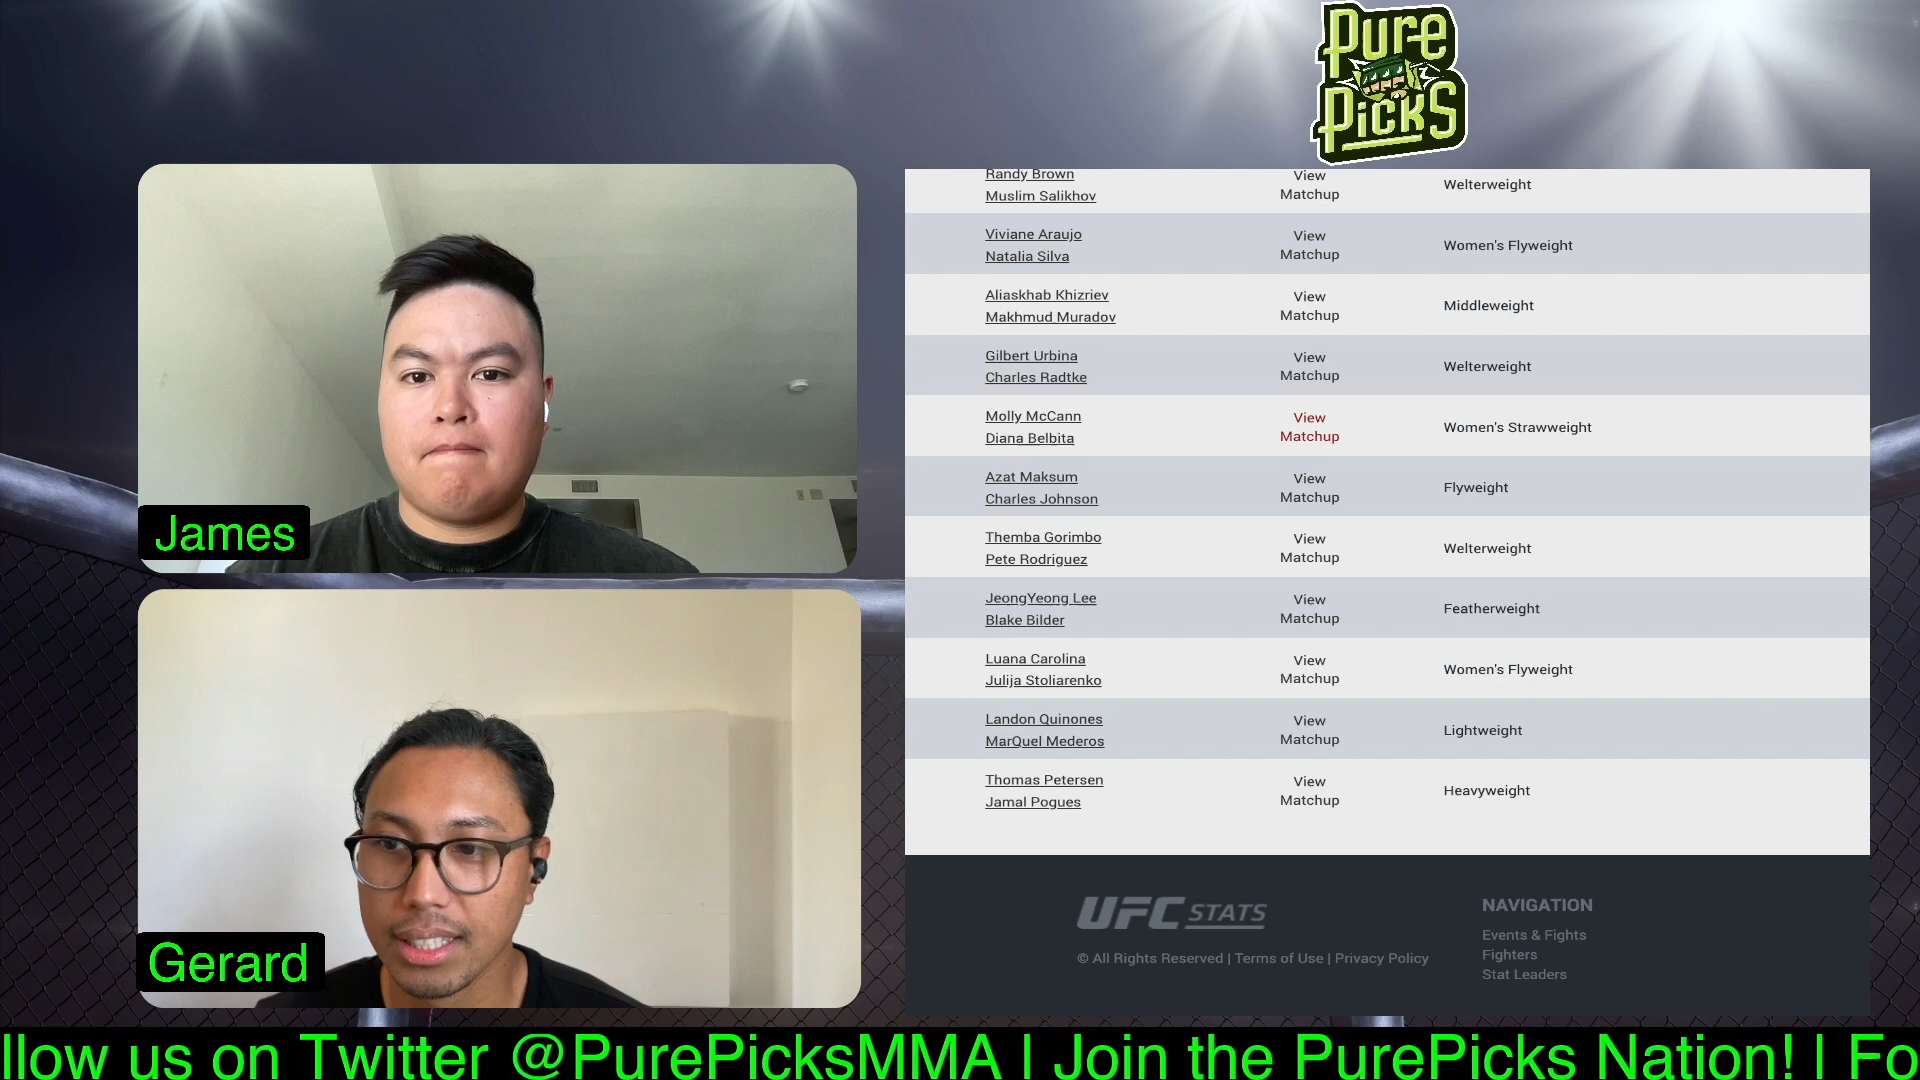 Pure
Picks
James
Gerard
Randy Brown
Muslim Salikhov
View
Matchup
Welterweight
Viviane Araujo
Natalia Silva
View
Matchup
Women's Flyweight
Aliaskhab Khizriev
Makhmud Muradov
View
Matchup
Middleweight
Gilbert Urbina
Charles Radtke
View
Matchup
Welterweight
Molly McCann
Diana Belbita
View
Matchup
Women's Strawweight
Azat Maksum
Charles Johnson
View
Matchup
Flyweight
Themba Gorimbo
Pete Rodriguez
View
Matchup
Welterweight
JeongYeong Lee
Blake Bilder
View
Matchup
Featherweight
Luana Carolina
Julija Stoliarenko
View
Matchup
Women's Flyweight
Landon Quinones
MarQuel Mederos
View
Matchup
Lightweight
Thomas Petersen
Jamal Pogues
View
Matchup
Heavyweight
UFC STATS
© All Rights Reserved | Terms of Use | Privacy Policy
NAVIGATION
Events & Fights
Fighters
Stat Leaders
llow us on Twitter @PurePicksMMA | Join the PurePicks Nation! | Fo